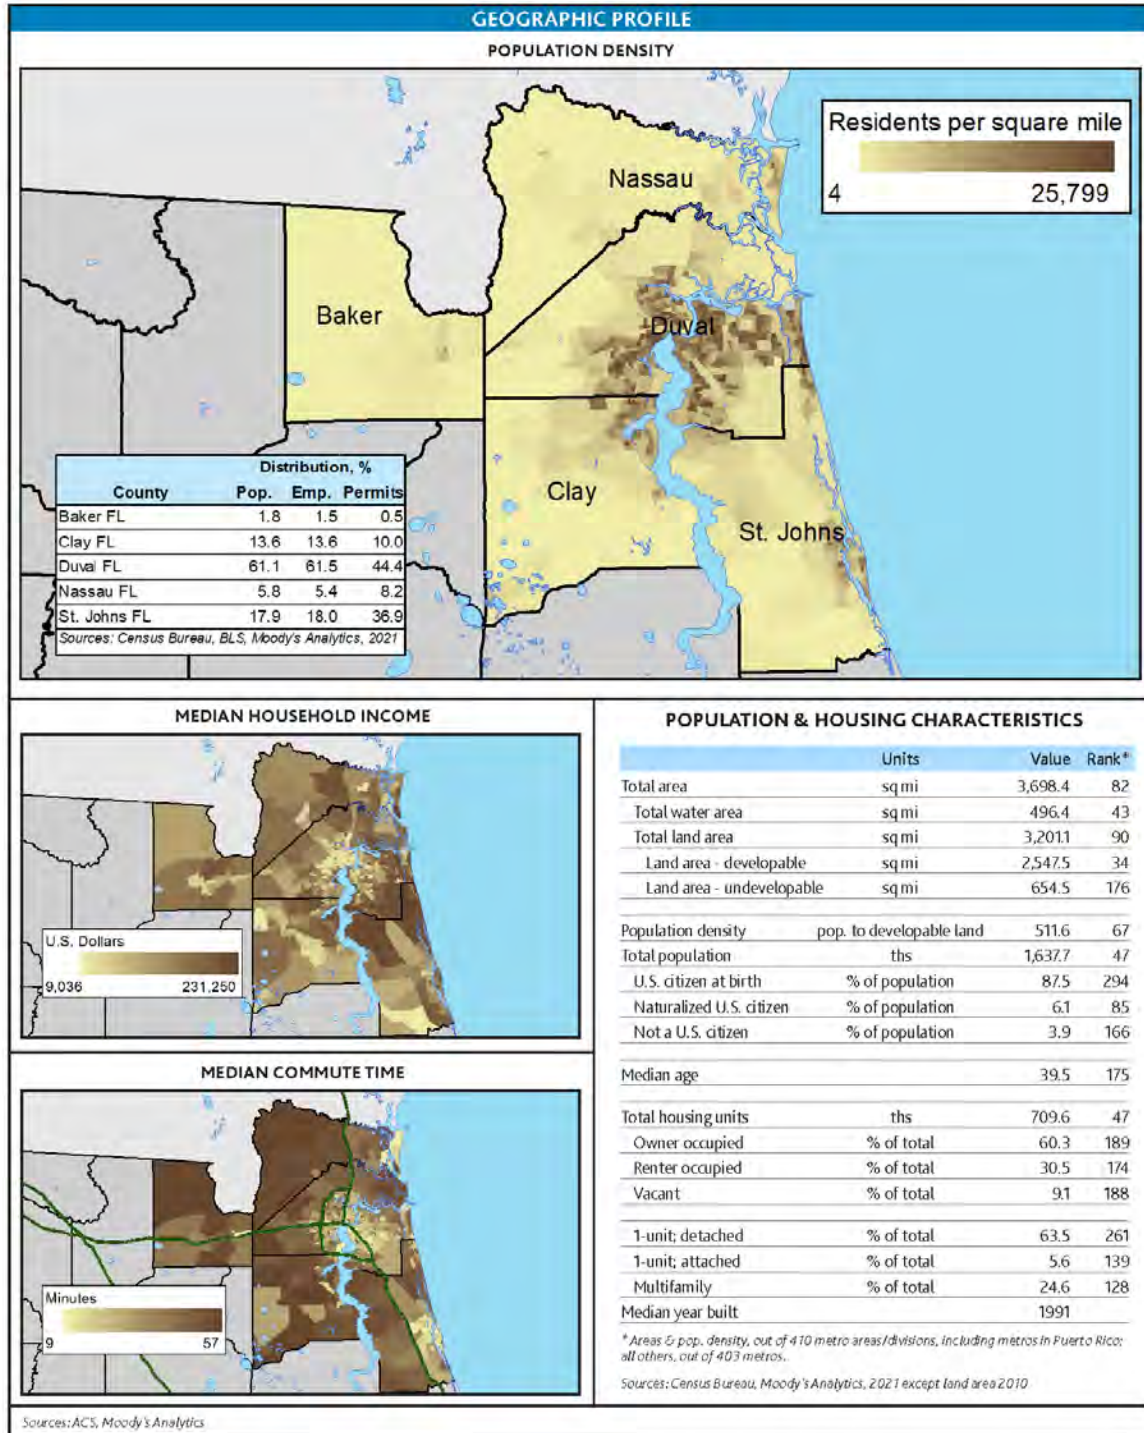 GEOGRAPHIC PROFILE
POPULATION DENSITY
Residents per square mile
4 25,799
Nassau
Baker
Duval
Clay
St. Johns
Distribution, %
County Pop. Emp. Permits
Baker FL 1.8 1.5 0.5
Clay FL 13.6 13.6 10.0
Duval FL 61.1 61.5 44.4
Nassau FL 5.8 5.4 8.2
St. Johns FL 17.9 18.0 36.9
Sources: Census Bureau, BLS, Moody's Analytics, 2021
MEDIAN HOUSEHOLD INCOME
U.S. Dollars
9,036 231,250
MEDIAN COMMUTE TIME
Minutes
9 57
POPULATION & HOUSING CHARACTERISTICS
Units Value Rank*
Total area sq mi 3,698.4 82
Total water area sq mi 496.4 43
Total land area sq mi 3,201.1 90
Land area - developable sq mi 2,547.5 34
Land area - undevelopable sq mi 654.5 176
Population density pop. to developable land 511.6 67
Total population ths 1,637.7 47
U.S. citizen at birth % of population 87.5 294
Naturalized U.S. citizen % of population 6.1 85
Not a U.S. citizen % of population 3.9 166
Median age 39.5 175
Total housing units ths 709.6 47
Owner occupied % of total 60.3 189
Renter occupied % of total 30.5 174
Vacant % of total 9.1 188
1-unit; detached % of total 63.5 261
1-unit; attached % of total 5.6 139
Multifamily % of total 24.6 128
Median year built 1991
* Areas & pop. density, out of 410 metro areas/divisions, including metros in Puerto Rico;
all others, out of 403 metros.
Sources: Census Bureau, Moody's Analytics, 2021 except land area 2010
Sources: ACS, Moody's Analytics